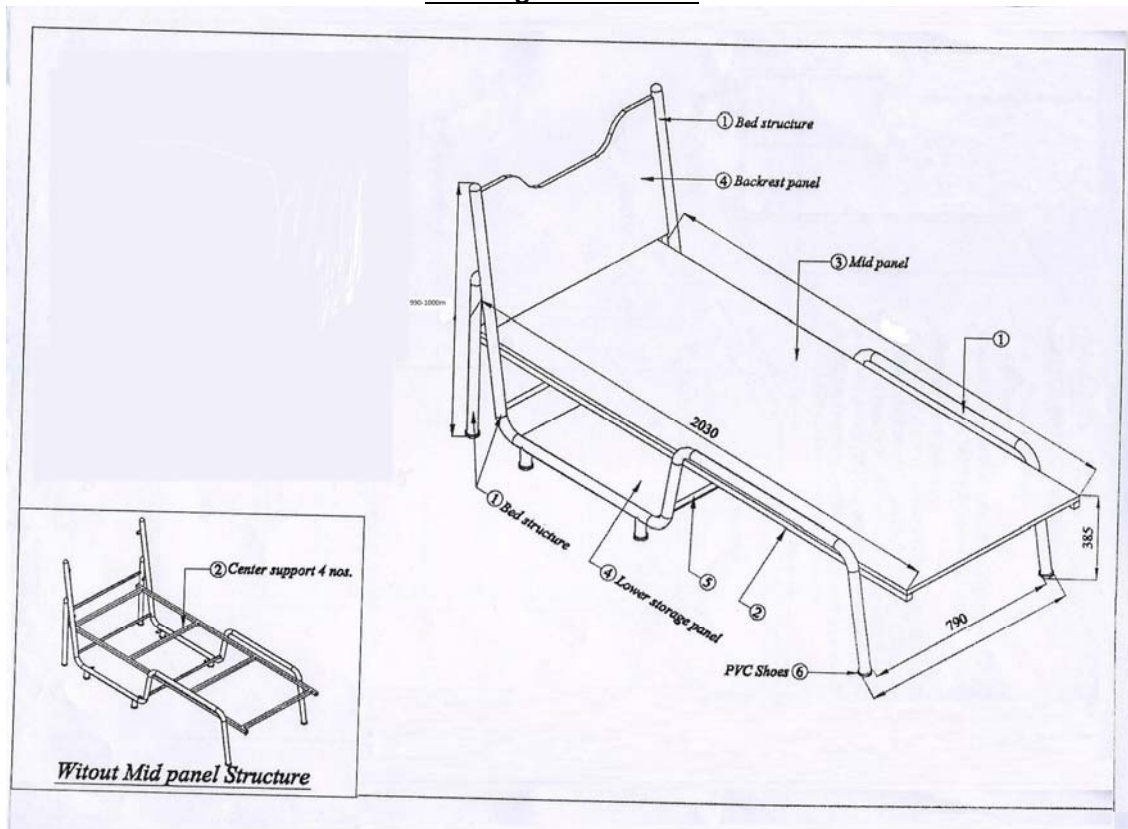 ① Bed structure
④ Backrest panel
③ Mid panel
①
990-1000m
2030
① Bed structure
④ Lower storage panel
⑤
②
385
790
PVC Shoes ⑥
② Center support 4 nos.
Witout Mid panel Structure